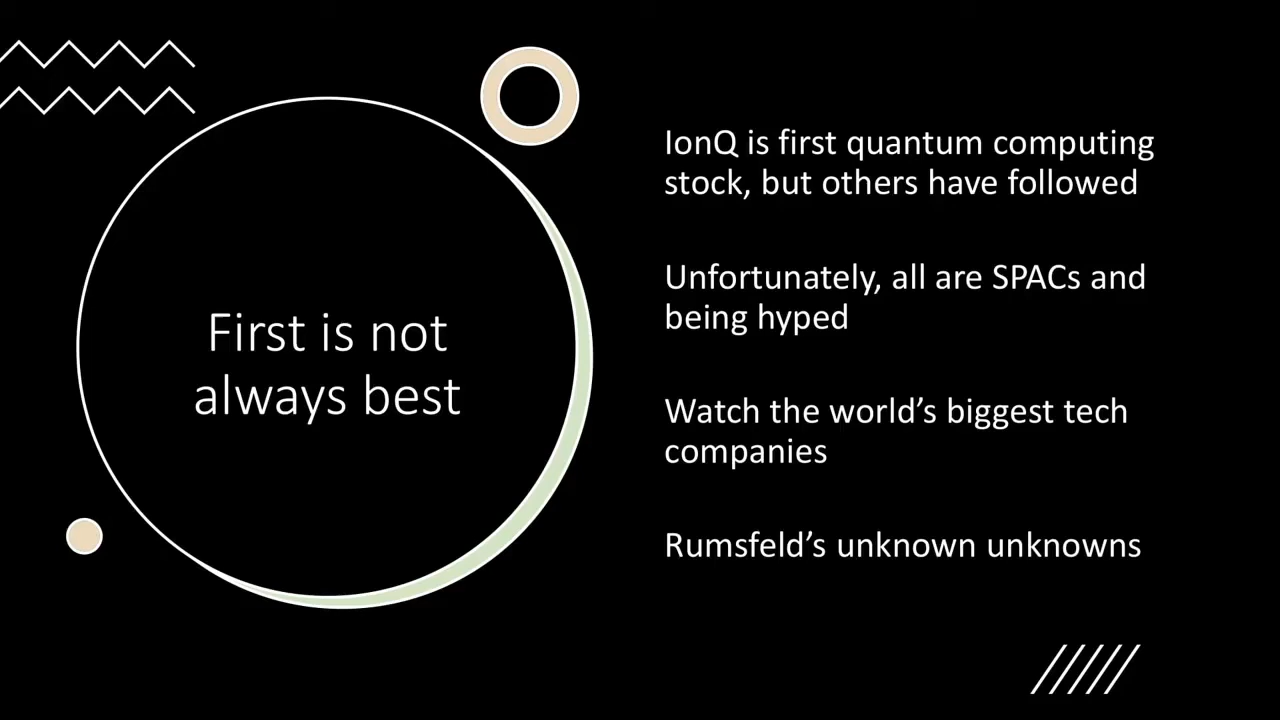 First is not
always best
IonQ is first quantum computing
stock, but others have followed
Unfortunately, all are SPACs and
being hyped
Watch the world’s biggest tech
companies
Rumsfeld’s unknown unknowns